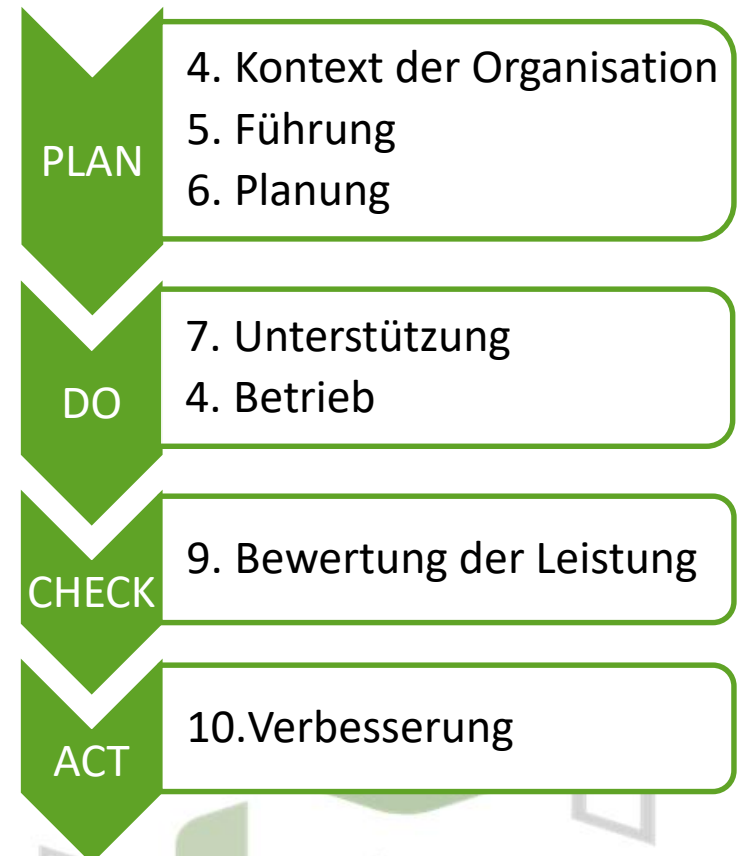 PLAN
4. Kontext der Organisation
5. Führung
6. Planung
DO
7. Unterstützung
4. Betrieb
CHECK
9. Bewertung der Leistung
ACT
10.Verbesserung